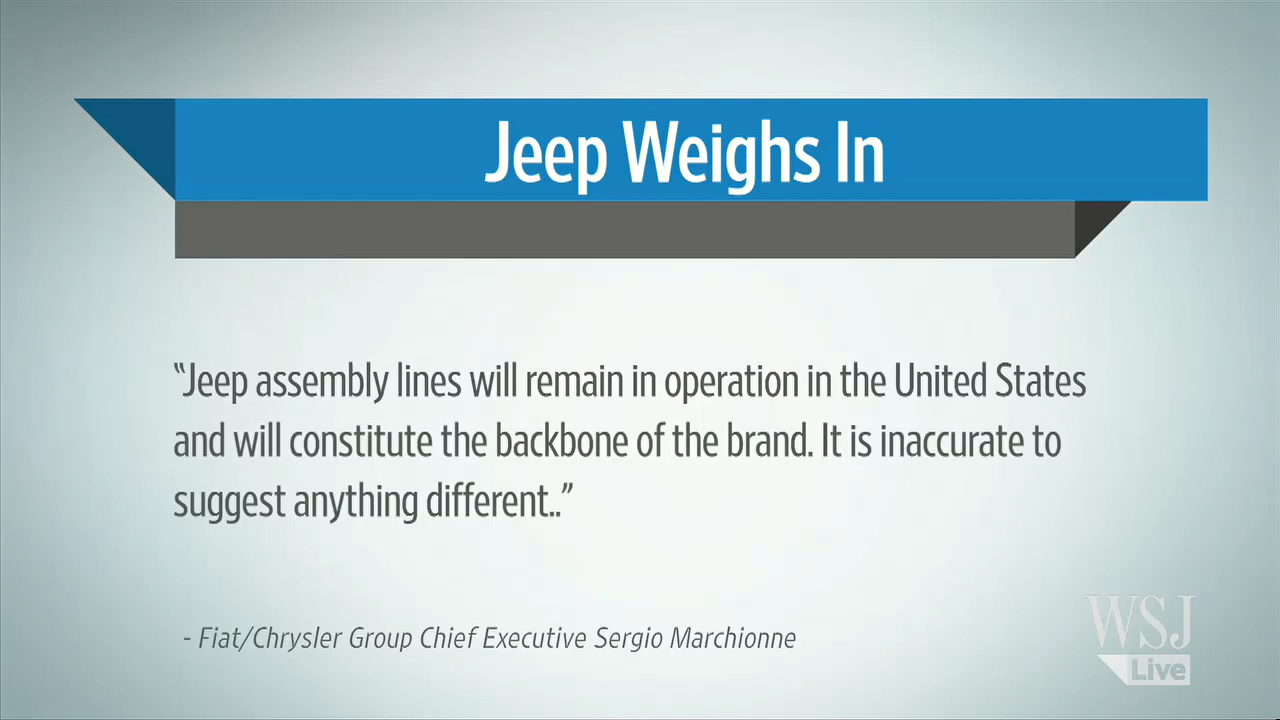 Jeep Weighs In
“Jeep assembly lines will remain in operation in the United States
and will constitute the backbone of the brand. It is inaccurate to
suggest anything different..”
- Fiat/Chrysler Group Chief Executive Sergio Marchionne
WSJ
Live